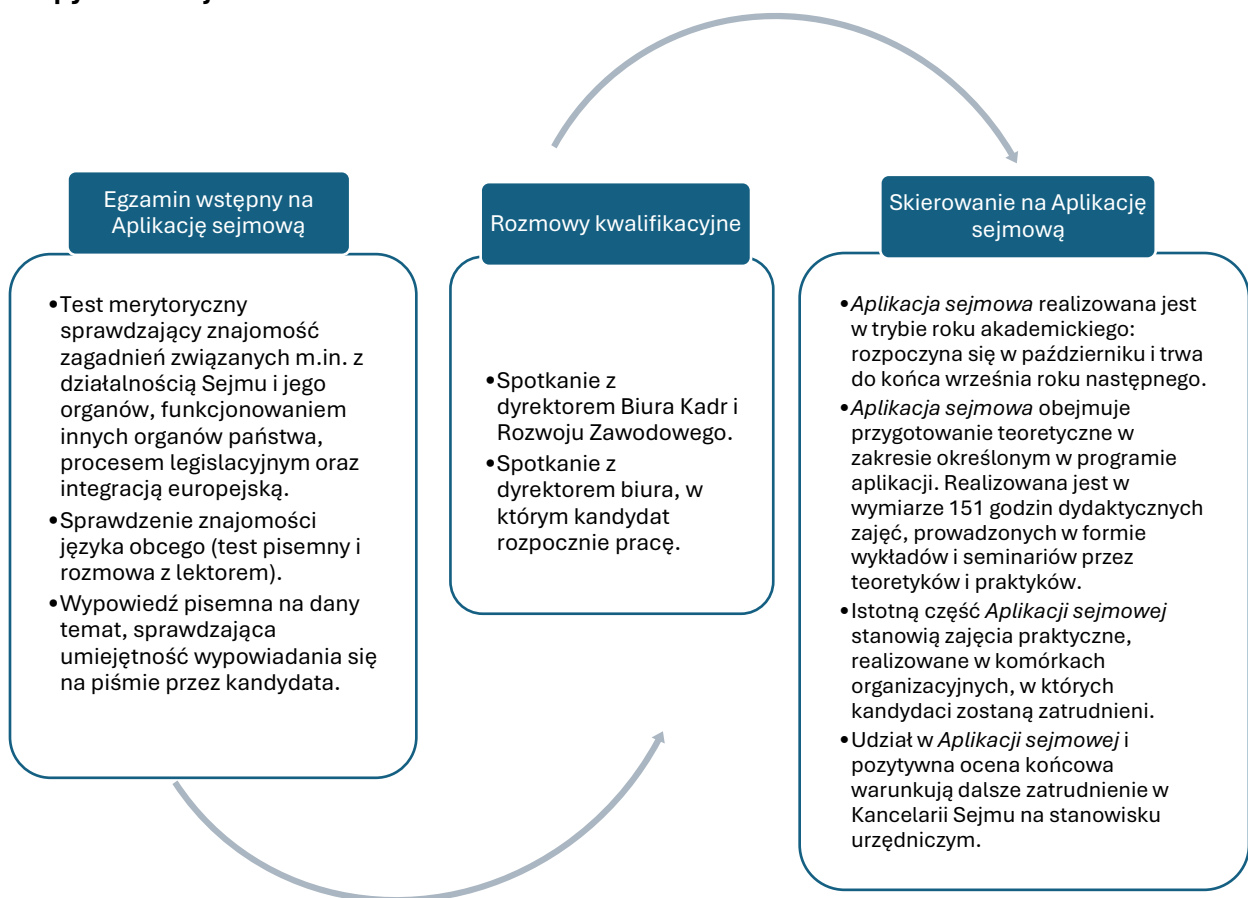 Egzamin wstępny na
Aplikację sejmową
•Test merytoryczny
sprawdzający znajomość
zagadnień związanych m.in. z
działalnością Sejmu i jego
organów, funkcjonowaniem
innych organów państwa,
procesem legislacyjnym oraz
integracją europejską.
•Sprawdzenie znajomości
języka obcego (test pisemny i
rozmowa z lektorem).
•Wypowiedź pisemna na dany
temat, sprawdzająca
umiejętność wypowiadania się
na piśmie przez kandydata.
Rozmowy kwalifikacyjne
•Spotkanie z
dyrektorem Biura Kadr i
Rozwoju Zawodowego.
•Spotkanie z
dyrektorem biura, w
którym kandydat
rozpocznie pracę.
Skierowanie na Aplikację
sejmową
•Aplikacja sejmowa realizowana jest
w trybie roku akademickiego:
rozpoczyna się w październiku i trwa
do końca września roku następnego.
•Aplikacja sejmowa obejmuje
przygotowanie teoretyczne w
zakresie określonym w programie
aplikacji. Realizowana jest w
wymiarze 151 godzin dydaktycznych
zajęć, prowadzonych w formie
wykładów i seminariów przez
teoretyków i praktyków.
•Istotną część Aplikacji sejmowej
stanowią zajęcia praktyczne,
realizowane w komórkach
organizacyjnych, w których
kandydaci zostaną zatrudnieni.
•Udział w Aplikacji sejmowej i
pozytywna ocena końcowa
warunkują dalsze zatrudnienie w
Kancelarii Sejmu na stanowisku
urzędniczym.